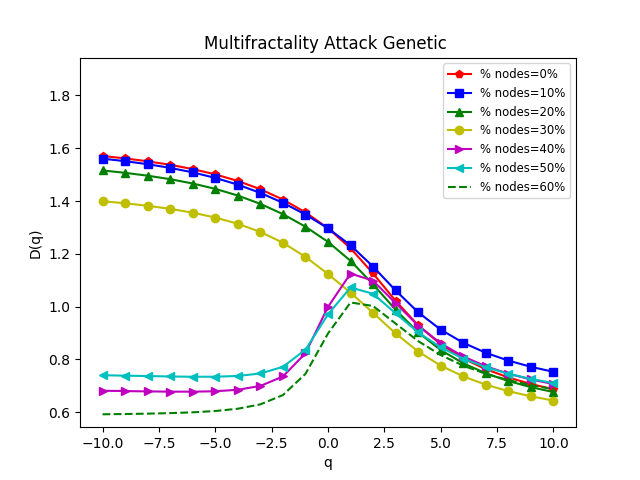 Multifractality Attack Genetic
% nodes=0%
% nodes=10%
% nodes=20%
% nodes=30%
% nodes=40%
% nodes=50%
% nodes=60%
D(q)
1.8
1.6
1.4
1.2
1.0
0.8
0.6
−10.0 −7.5 −5.0 −2.5 0.0 2.5 5.0 7.5 10.0
q